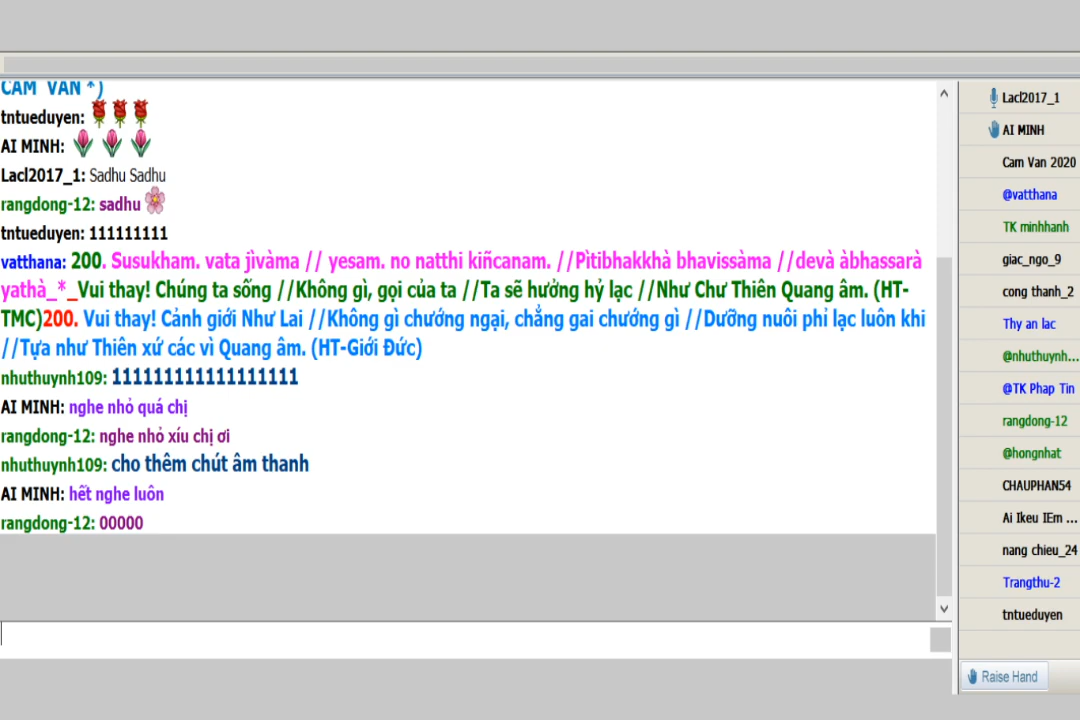 CAM VAN *)
tntueduyen:
AI MINH:
Lacl2017_1: Sadhu Sadhu
rangdong-12: sadhu
tntueduyen: 111111111
vatthana: 200. Susukham. vata jìvàma // yesam. no natthi kiñcanam. //Pìtibhakkhà bhavissàma //devà àbhassarà
yathà_*_Vui thay! Chúng ta sống //Không gì, gọi của ta //Ta sẽ hưởng hỷ lạc //Như Chư Thiên Quang âm. (HT-
TMC)200. Vui thay! Cảnh giới Như Lai //Không gì chướng ngại, chẳng gai chướng gì //Dưỡng nuôi phỉ lạc luôn khi
//Tựa như Thiên xứ các vì Quang âm. (HT-Giới Đức)
nhuthuynh109: 111111111111111111
AI MINH: nghe nhỏ quá chị
rangdong-12: nghe nhỏ xíu chị ơi
nhuthuynh109: cho thêm chút âm thanh
AI MINH: hết nghe luôn
rangdong-12: 00000
Lacl2017_1
AI MINH
Cam Van 2020
@vatthana
TK minhhanh
giac_ngo_9
cong thanh_2
Thy an lac
@nhuthuynh...
@TK Phap Tin
rangdong-12
@hongnhat
CHAUPHAN54
Ai Ikeu IEm ...
nang chieu_24
Trangthu-2
tntueduyen
Raise Hand